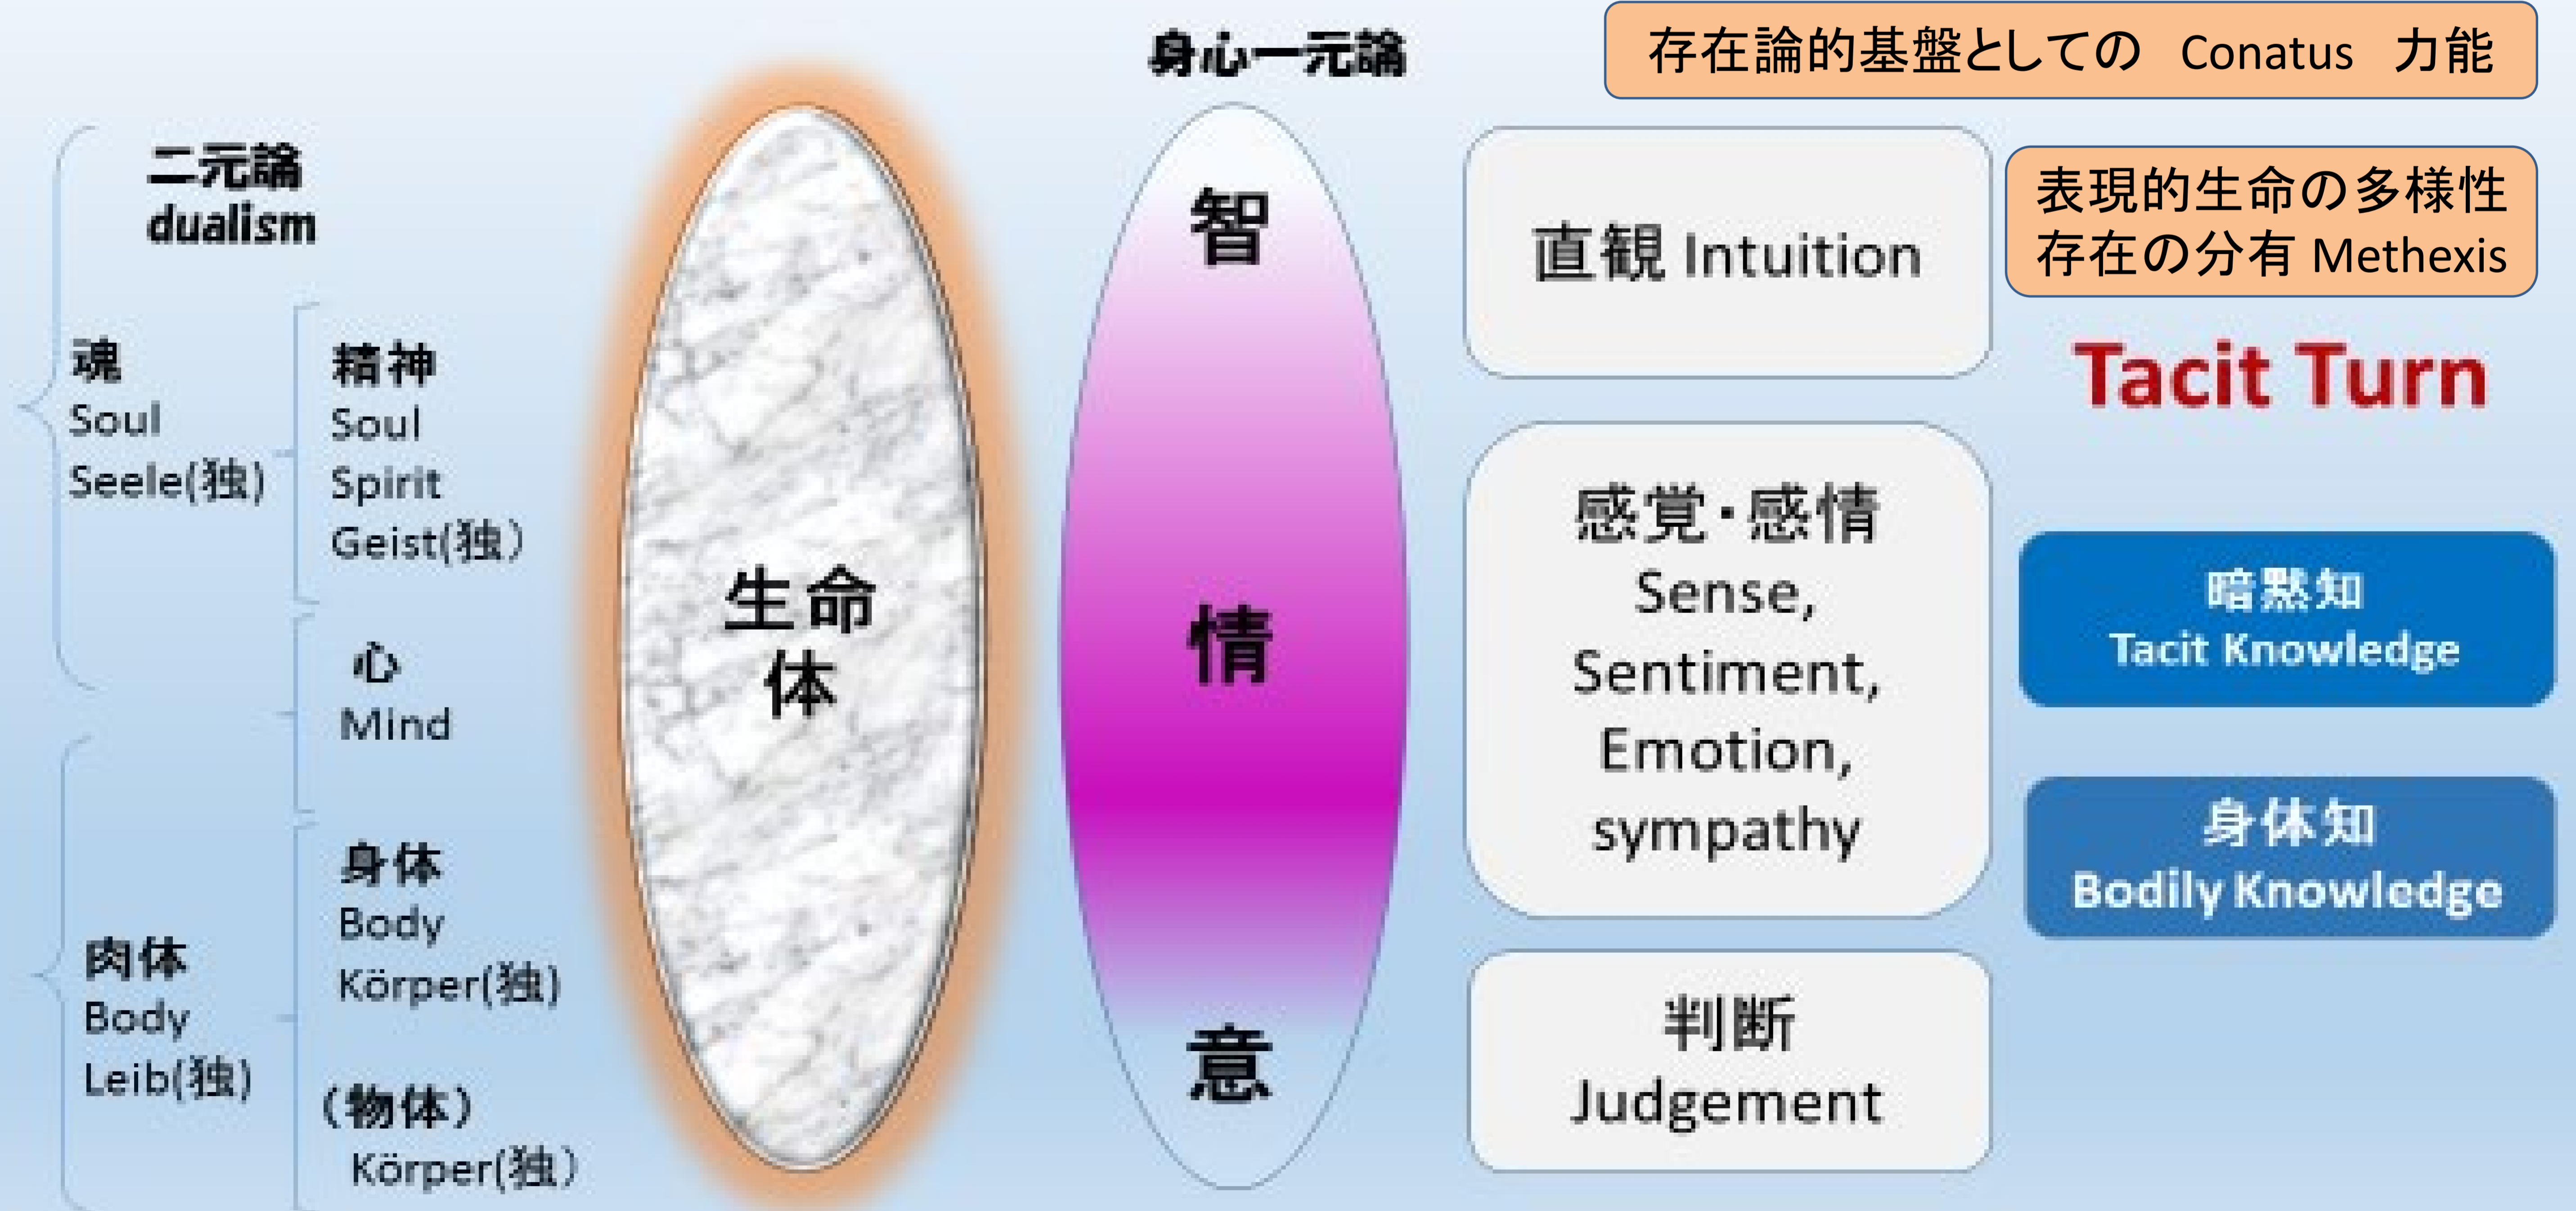 二元論
dualism
魂
Soul
Seele(独)
精神
Soul
Spirit
Geist(独）
心
Mind
肉体
Body
Leib(独)
身体
Body
Körper(独)
（物体）
Körper(独）
生命
体
身心一元論
智
情
意
存在論的基盤としての Conatus 力能
直観 Intuition
感覚・感情
Sense,
Sentiment,
Emotion,
sympathy
判断
Judgement
表現的生命の多様性
存在の分有 Methexis
Tacit Turn
暗黙知
Tacit Knowledge
身体知
Bodily Knowledge